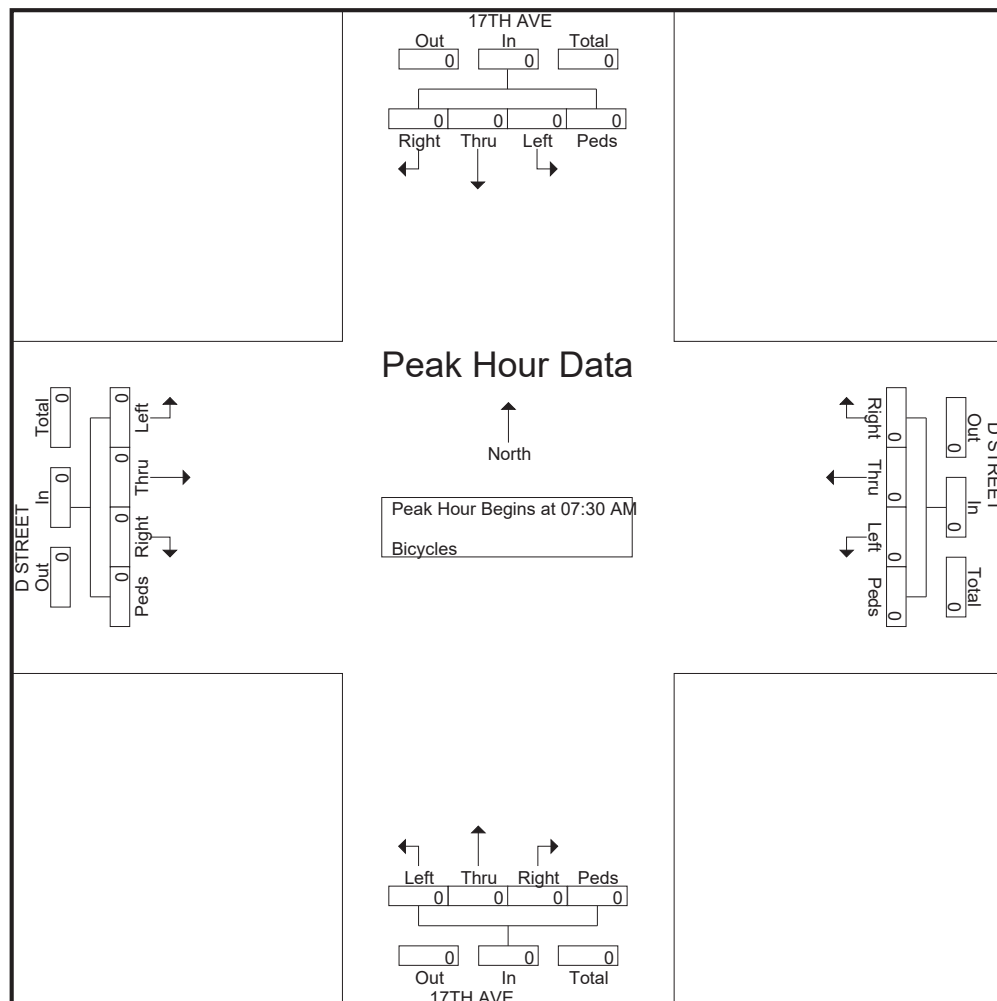 17TH AVE
Out In Total
0 0 0
0 0 0 0
Right Thru Left Peds
Peak Hour Data
North
Peak Hour Begins at 07:30 AM
Bicycles
D STREET
Total In Out
0 0 0
0 0 0 0
Left Thru Right Peds
Right Thru Left Peds
0 0 0 0
0 0 0
Out In Total
D STREET
Left Thru Right Peds
0 0 0 0
0 0 0
Out In Total
17TH AVE